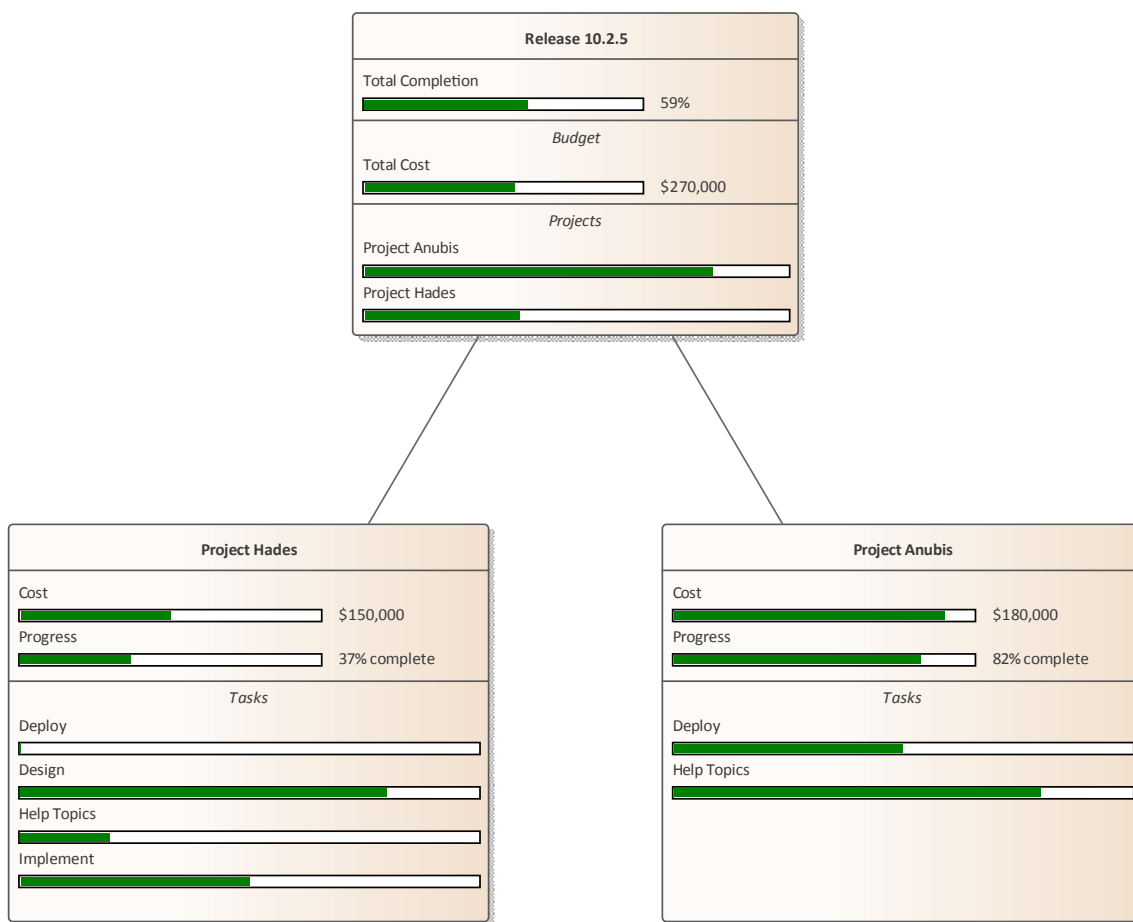 Release 10.2.5
Total Completion
59%
Budget
Total Cost
$270,000
Projects
Project Anubis
Project Hades
Project Hades
Cost
$150,000
Progress
37% complete
Tasks
Deploy
Design
Help Topics
Implement
Project Anubis
Cost
$180,000
Progress
82% complete
Tasks
Deploy
Help Topics